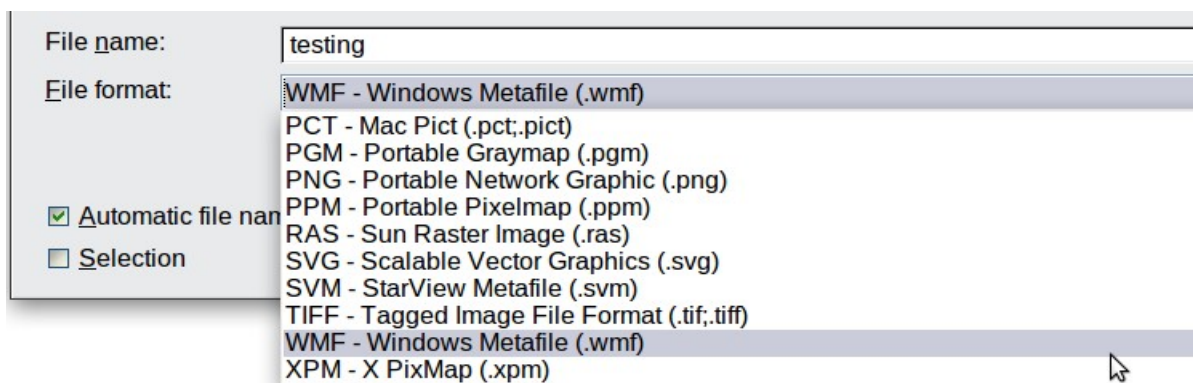 File name:
testing
File format:
WMF - Windows Metafile (.wmf)
PCT - Mac Pict (.pct;.pict)
PGM - Portable Graymap (.pgm)
PNG - Portable Network Graphic (.png)
Automatic file nam
PPM - Portable Pixelmap (.ppm)
RAS - Sun Raster Image (.ras)
Selection
SVG - Scalable Vector Graphics (.svg)
SVM - StarView Metafile (.svm)
TIFF - Tagged Image File Format (.tif;.tiff)
WMF - Windows Metafile (.wmf)
XPM - X PixMap (.xpm)